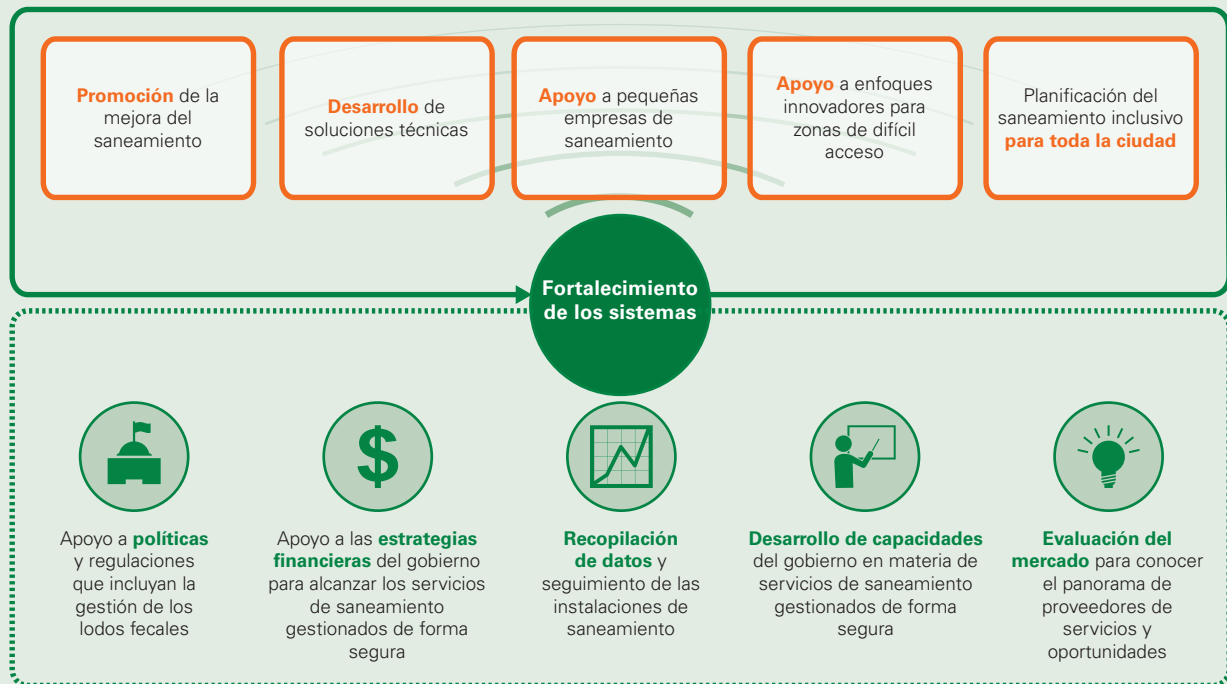 Promoción de la
mejora del
saneamiento
Desarrollo de
soluciones técnicas
Apoyo a pequeñas
empresas de
saneamiento
Apoyo a enfoques
innovadores para
zonas de difícil
acceso
Planificación del
saneamiento inclusivo
para toda la ciudad
Fortalecimiento
de los sistemas
$
Apoyo a políticas
y regulaciones
que incluyan la
gestión de los
lodos fecales
Apoyo a las estrategias
financieras del gobierno
para alcanzar los servicios
de saneamiento
gestionados de forma
segura
Recopilación
de datos y
seguimiento de las
instalaciones de
saneamiento
Desarrollo de capacidades
del gobierno en materia de
servicios de saneamiento
gestionados de forma
segura
Evaluación del
mercado para conocer
el panorama de
proveedores de
servicios y
oportunidades